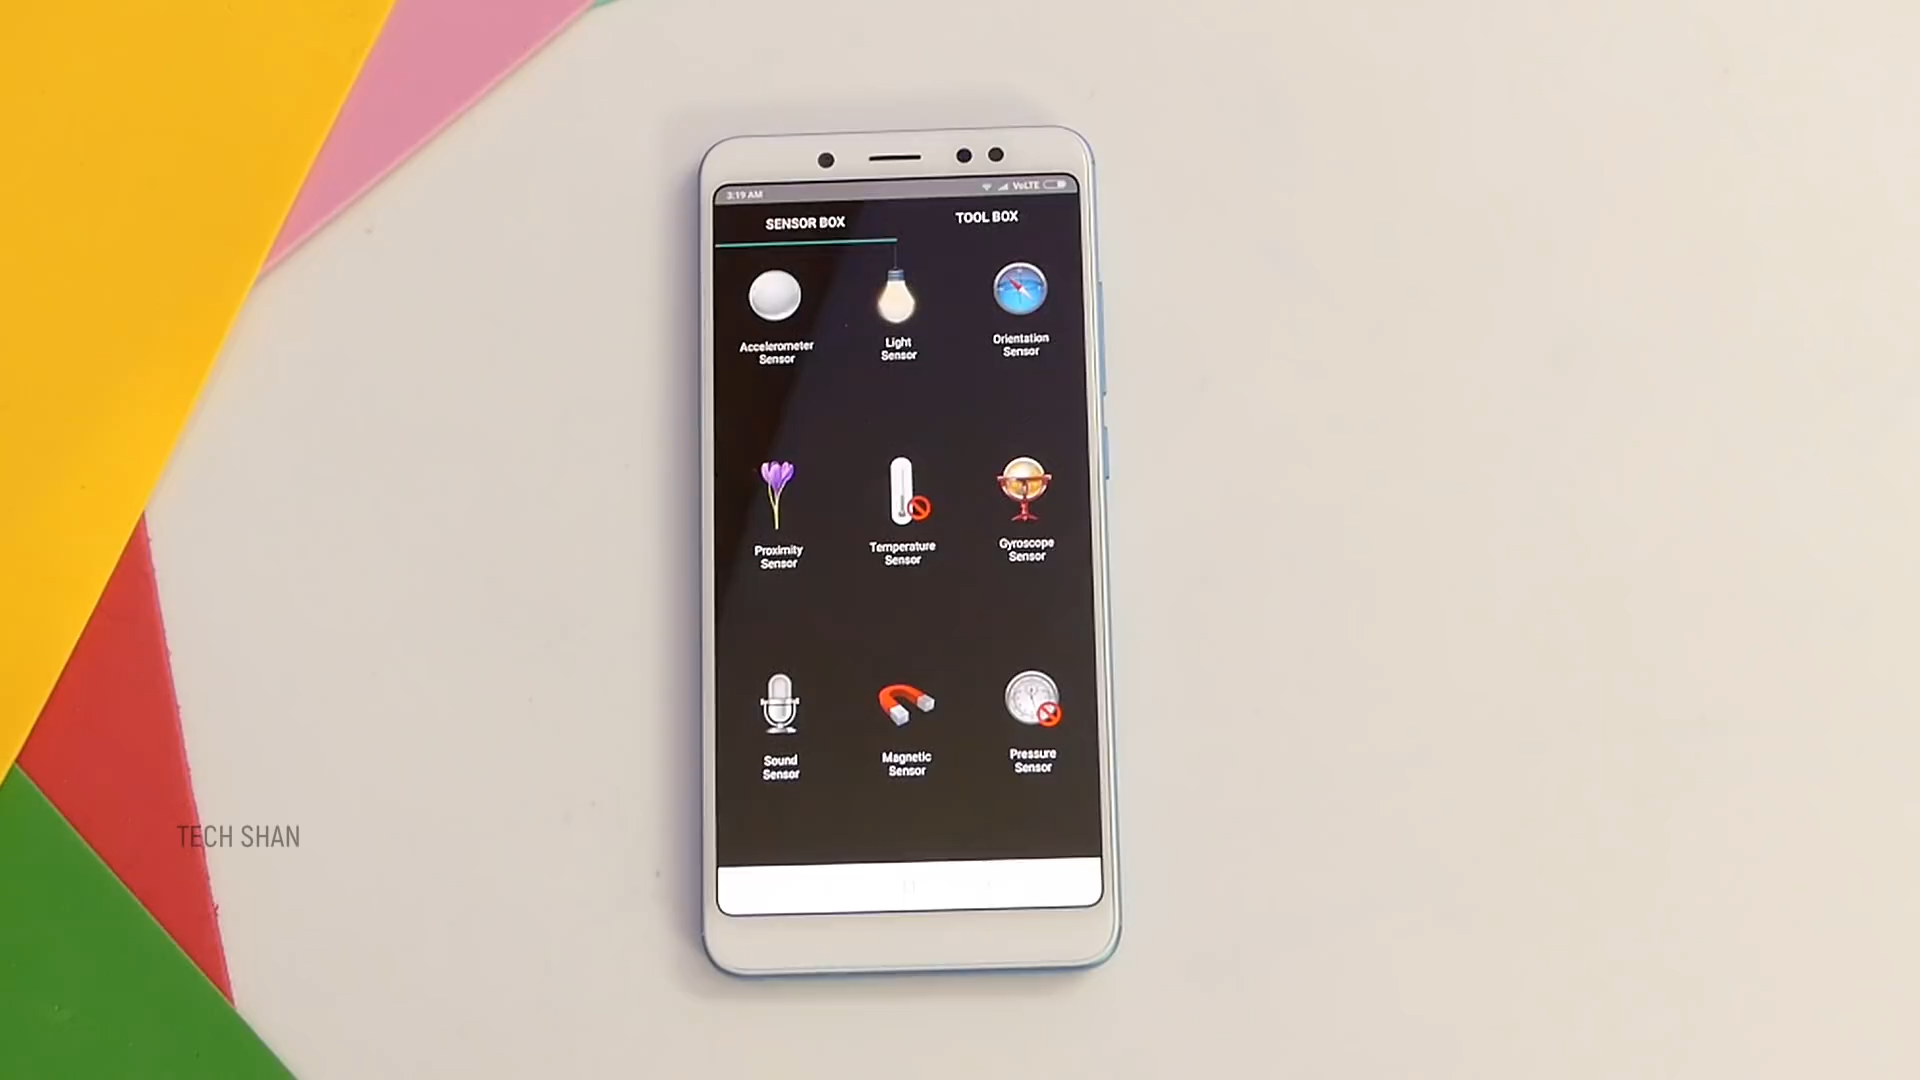 3:19 AM
VoLTE
SENSOR BOX
TOOL BOX
Accelerometer
Sensor
Light
Sensor
Orientation
Sensor
Proximity
Sensor
Temperature
Sensor
Gyroscope
Sensor
Sound
Sensor
Magnetic
Sensor
Pressure
Sensor
TECH SHAN